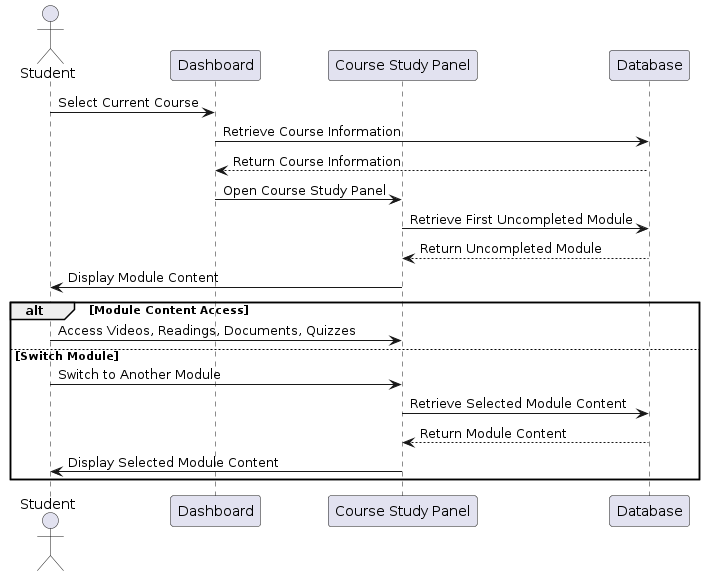 Student
Dashboard
Course Study Panel
Database
Select Current Course
Retrieve Course Information
Return Course Information
Open Course Study Panel
Retrieve First Uncompleted Module
Return Uncompleted Module
Display Module Content
alt [Module Content Access]
Access Videos, Readings, Documents, Quizzes
[Switch Module]
Switch to Another Module
Retrieve Selected Module Content
Return Module Content
Display Selected Module Content
Student
Dashboard
Course Study Panel
Database